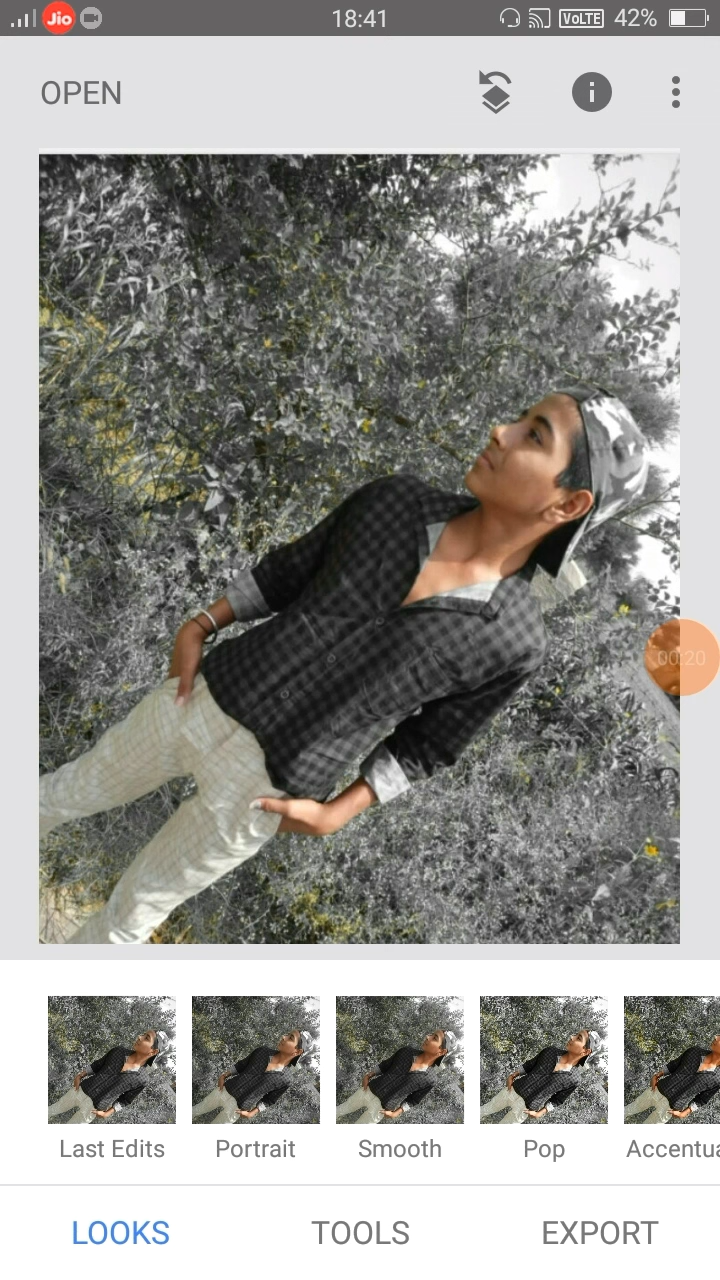 Jio 18:41 VoLTE 42%
OPEN
00:20
Last Edits Portrait Smooth Pop Accentua
LOOKS TOOLS EXPORT